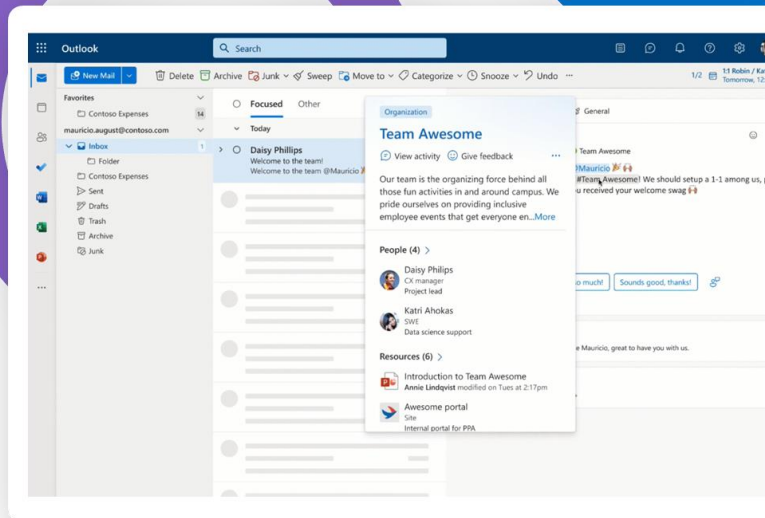 Outlook
Search
New Mail
Delete
Archive
Junk
Sweep
Move to
Categorize
Snooze
Undo
1/2
1:1 Robin / Kat
Tomorrow, 12
Favorites
Contoso Expenses
14
mauricio.august@contoso.com
Inbox
1
Folder
Contoso Expenses
Sent
Drafts
Trash
Archive
Junk
Focused
Other
Today
Daisy Phillips
Welcome to the team!
Welcome to the team @Mauricio
Organization
Team Awesome
View activity
Give feedback
Our team is the organizing force behind all
those fun activities in and around campus. We
pride ourselves on providing inclusive
employee events that get everyone en...More
People (4) >
Daisy Philips
CX manager
Project lead
Katri Ahokas
SWE
Data science support
Resources (6) >
Introduction to Team Awesome
Annie Lindqvist modified on Tues at 2:17pm
Awesome portal
Site
Internal portal for PPA
General
Team Awesome
@Mauricio
#Team Awesome! We should setup a 1-1 among us,
u received your welcome swag
o much!
Sounds good, thanks!
e Mauricio, great to have you with us.